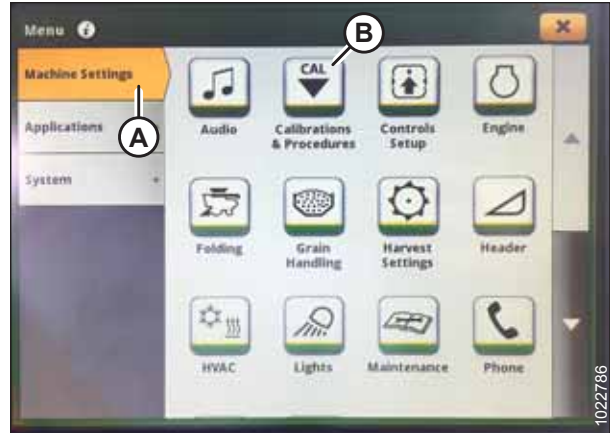 Menu i
B
Machine Settings
CAL
A
Applications
System
Audio
Calibrations
& Procedures
Controls
Setup
Engine
Folding
Grain
Handling
Harvest
Settings
Header
HVAC
Lights
Maintenance
Phone
1022786